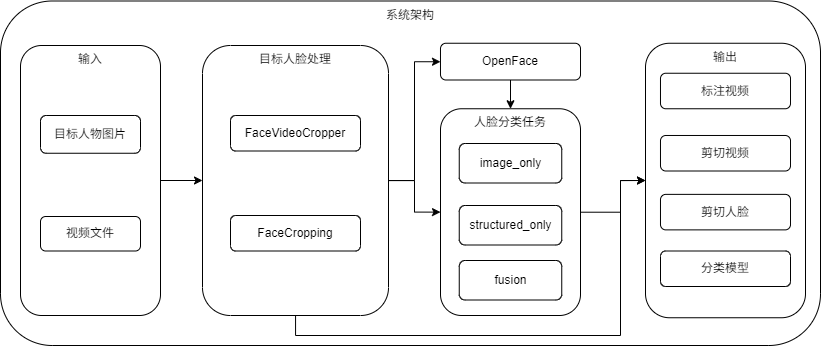 系统架构
输入
目标人物图片
视频文件
目标人脸处理
FaceVideoCropper
FaceCropping
OpenFace
人脸分类任务
image_only
structured_only
fusion
输出
标注视频
剪切视频
剪切人脸
分类模型